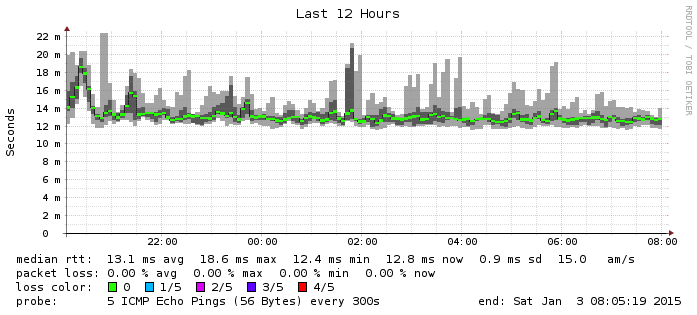 Last 12 Hours
RRDTOOL / TOBI OETIKER
Seconds
22 m
20 m
18 m
16 m
14 m
12 m
10 m
8 m
6 m
4 m
2 m
0
22:00 00:00 02:00 04:00 06:00 08:00
median rtt: 13.1 ms avg 18.6 ms max 12.4 ms min 12.8 ms now 0.9 ms sd 15.0 am/s
packet loss: 0.00 % avg 0.00 % max 0.00 % min 0.00 % now
loss color: 0 1/5 2/5 3/5 4/5
probe: 5 ICMP Echo Pings (56 Bytes) every 300s end: Sat Jan 3 08:05:19 2015